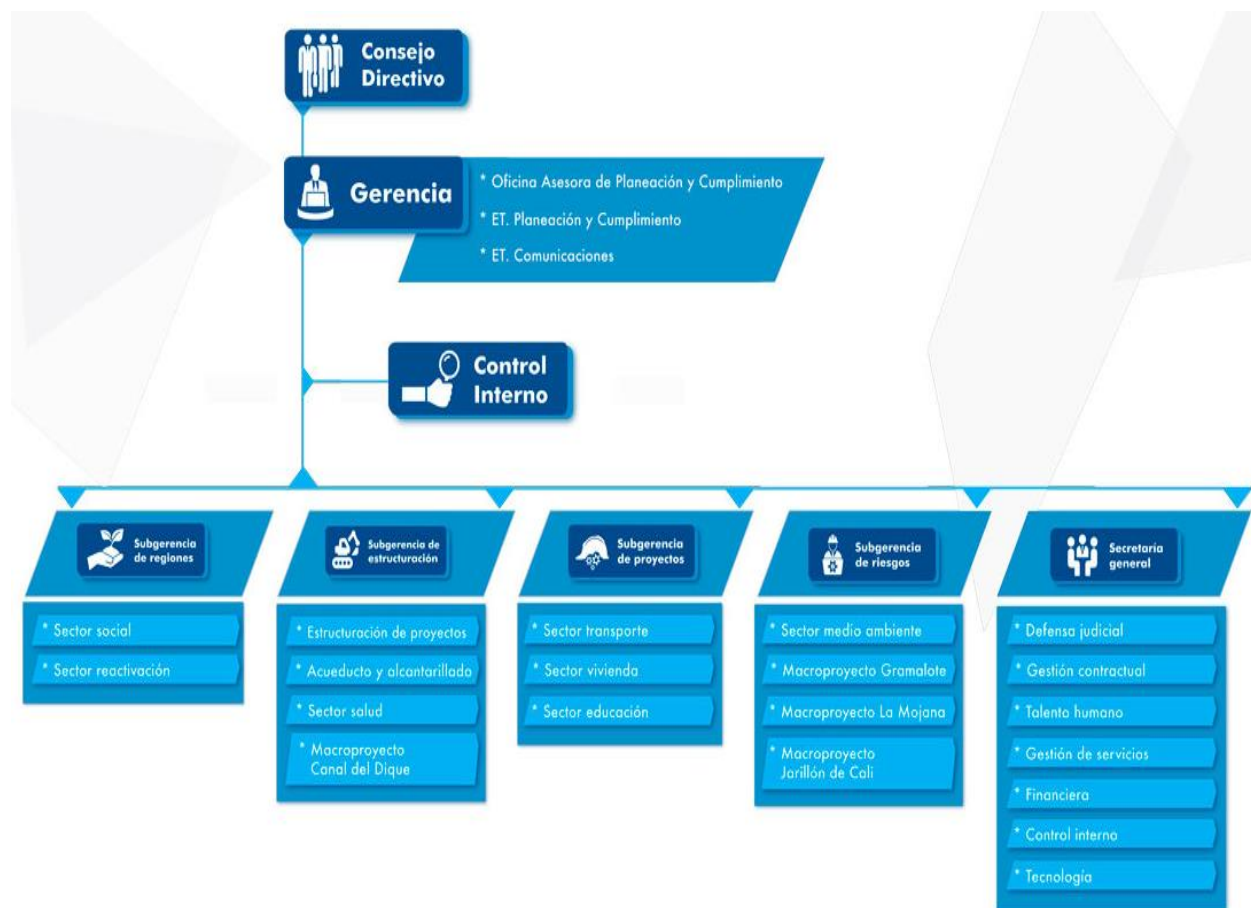 Consejo
Directivo
Gerencia
* Oficina Asesora de Planeación y Cumplimiento
* ET. Planeación y Cumplimiento
* ET. Comunicaciones
Control
Interno
Subgerencia
de regiones
* Sector social
* Sector reactivación
Subgerencia de
estructuración
* Estructuración de proyectos
* Acueducto y alcantarillado
* Sector salud
* Macroproyecto
Canal del Dique
Subgerencia
de proyectos
* Sector transporte
* Sector vivienda
* Sector educación
Subgerencia
de riesgos
* Sector medio ambiente
* Macroproyecto Gramalote
* Macroproyecto La Mojana
* Macroproyecto
Jarillón de Cali
Secretaría
general
* Defensa judicial
* Gestión contractual
* Talento humano
* Gestión de servicios
* Financiera
* Control interno
* Tecnología